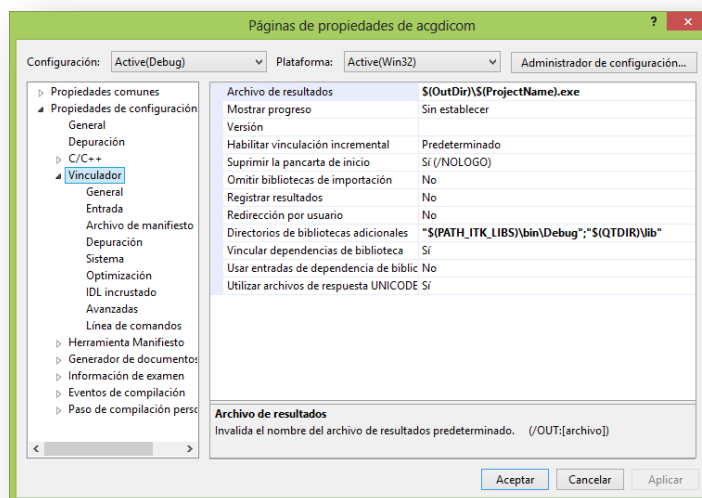 Páginas de propiedades de acgdicom
Configuración: Active(Debug) Plataforma: Active(Win32) Administrador de configuración...
Propiedades comunes
Propiedades de configuración
General
Depuración
C/C++
Vinculador
General
Entrada
Archivo de manifiesto
Depuración
Sistema
Optimización
IDL incrustado
Avanzadas
Línea de comandos
Herramienta Manifiesto
Generador de documentos
Información de examen
Eventos de compilación
Paso de compilación perso
Archivo de resultados $(OutDir)\$(ProjectName).exe
Mostrar progreso Sin establecer
Versión
Habilitar vinculación incremental Predeterminado
Suprimir la pancarta de inicio Sí (/NOLOGO)
Omitir bibliotecas de importación No
Registrar resultados No
Redirección por usuario No
Directorios de bibliotecas adicionales "$(PATH_ITK_LIBS)\bin\Debug";"$(QTDIR)\lib"
Vincular dependencias de biblioteca Sí
Usar entradas de dependencia de biblic No
Utilizar archivos de respuesta UNICODE Sí
Archivo de resultados
Invalida el nombre del archivo de resultados predeterminado. (/OUT:[archivo])
Aceptar Cancelar Aplicar